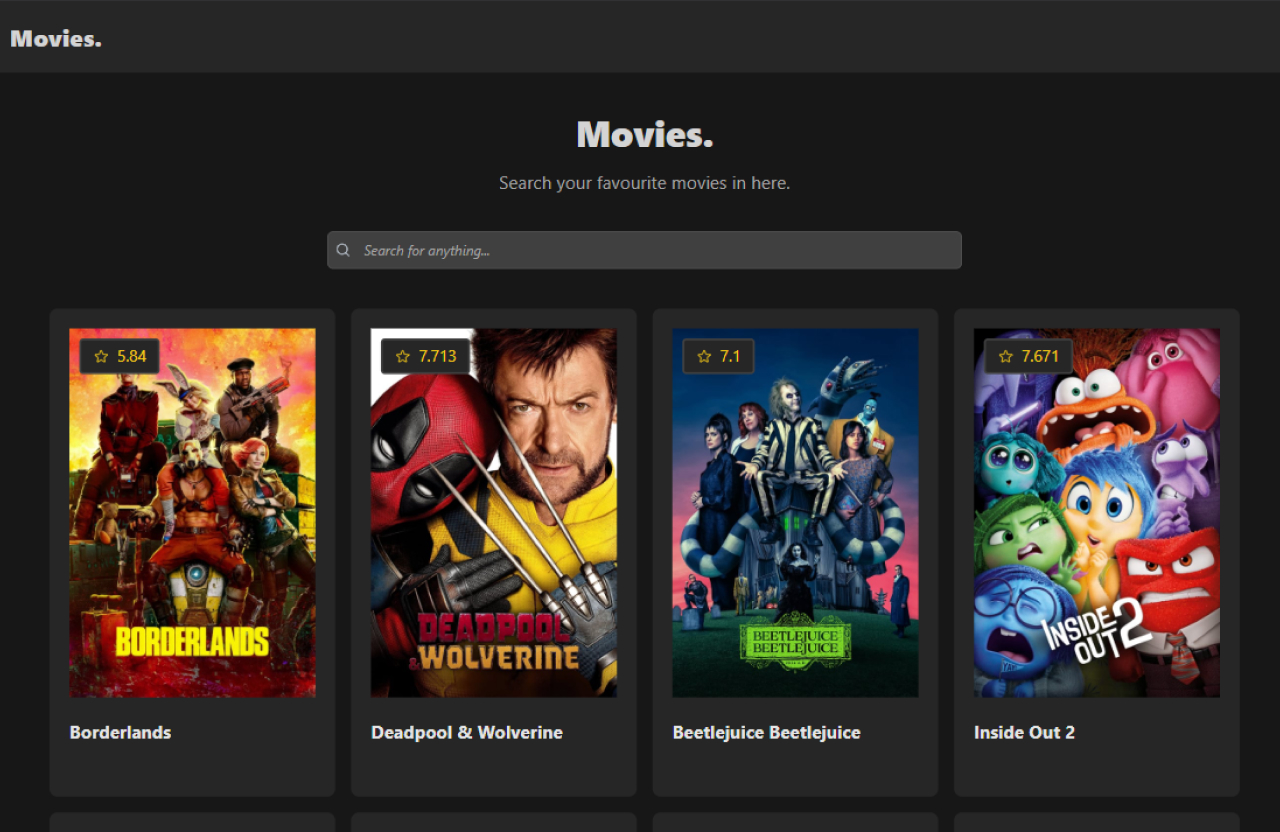 Movies.
Movies.
Search your favourite movies in here.
Search for anything...
5.84
BORDERLANDS
Borderlands
7.713
DEADPOOL
& WOLVERINE
Deadpool & Wolverine
7.1
BEETLEJUICE
BEETLEJUICE
Beetlejuice Beetlejuice
7.671
INSIDE
OUT 2
Inside Out 2